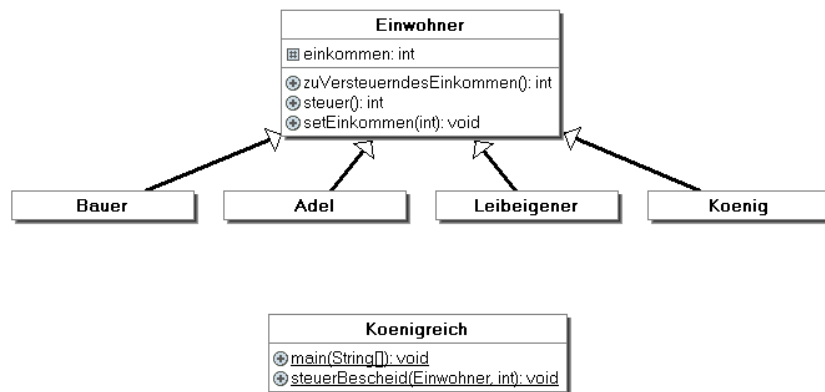 Einwohner
einkommen: int
zuVersteuerndesEinkommen(): int
steuer(): int
setEinkommen(int): void
Bauer
Adel
Leibeigener
Koenig
Koenigreich
main(String[]): void
steuerBescheid(Einwohner, int): void